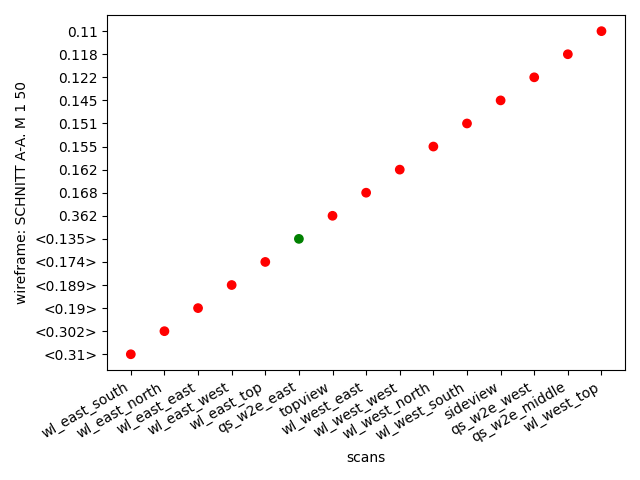 0.11
0.118
0.122
0.145
0.151
0.155
0.162
0.168
0.362
<0.135>
<0.174>
<0.189>
<0.19>
<0.302>
<0.31>
wireframe: SCHNITT A-A. M 1 50
wl_east_south
wl_east_north
wl_east_east
wl_east_west
wl_east_top
qs_w2e_east
topview
wl_west_east
wl_west_west
wl_west_north
wl_west_south
sideview
qs_w2e_west
qs_w2e_middle
wl_west_top
scans